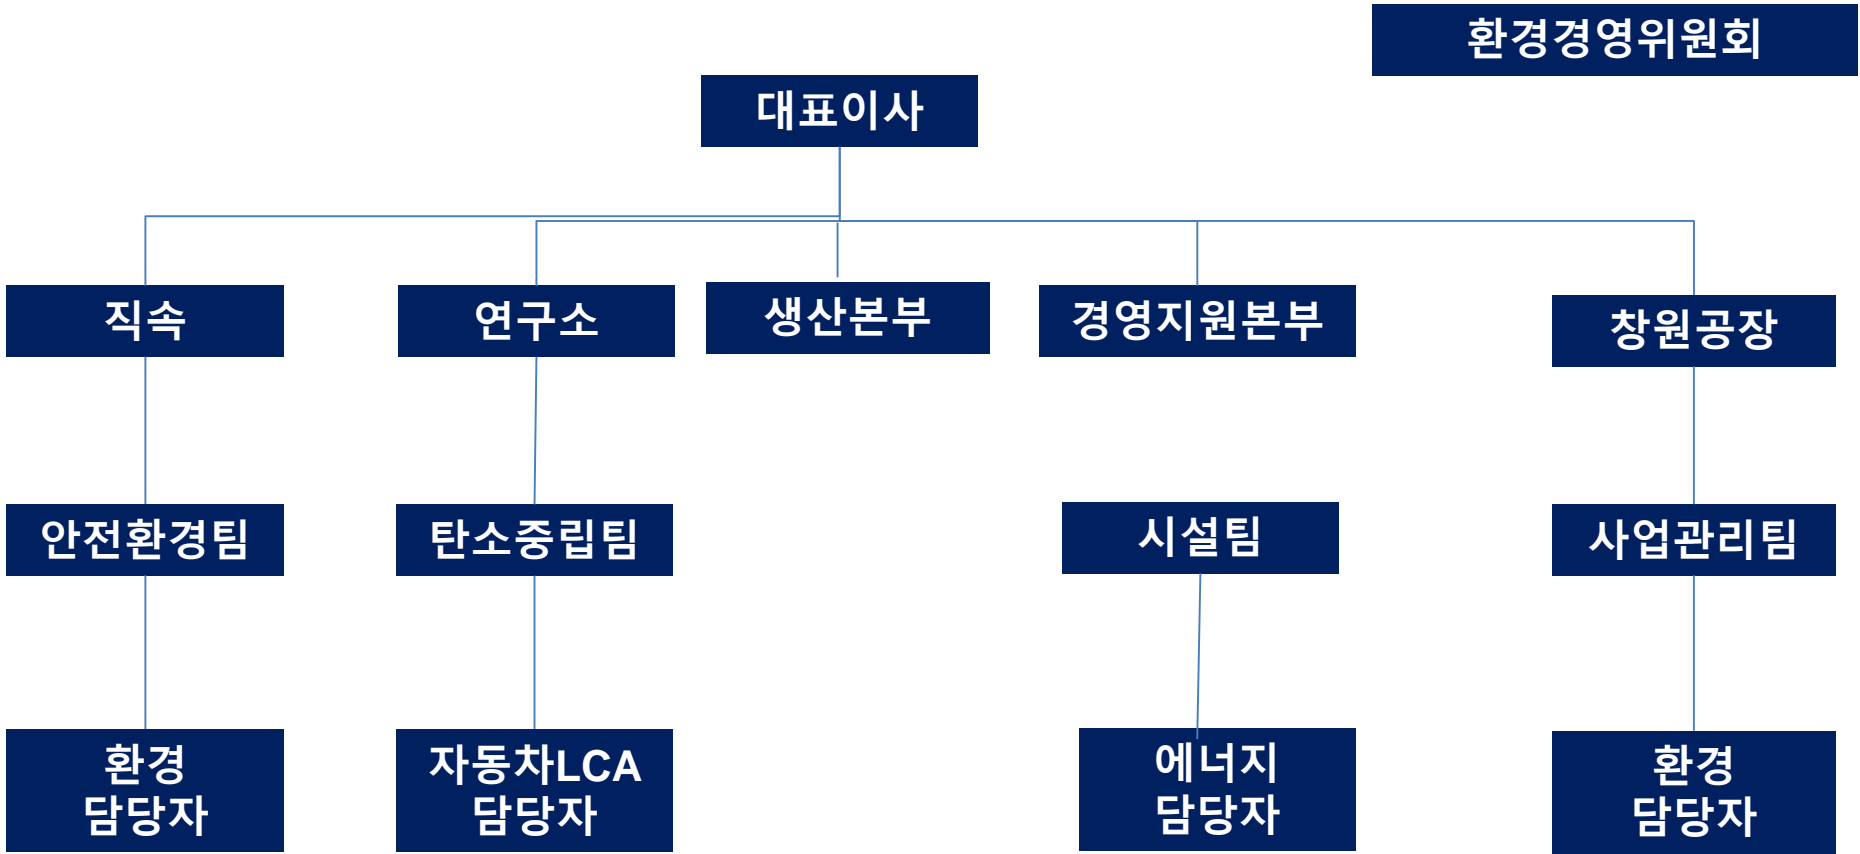 환경경영위원회
대표이사
직속
연구소
생산본부
경영지원본부
창원공장
안전환경팀
탄소중립팀
시설팀
사업관리팀
환경
담당자
자동차LCA
담당자
에너지
담당자
환경
담당자